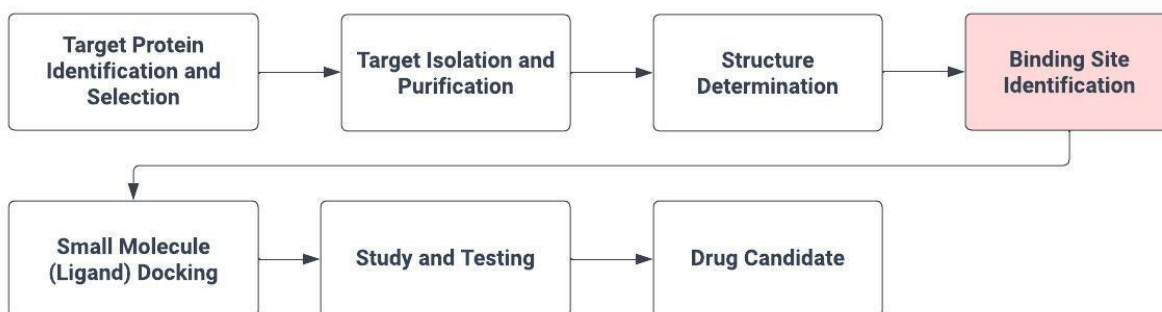 Target Protein
Identification and
Selection
Target Isolation and
Purification
Structure
Determination
Binding Site
Identification
Small Molecule
(Ligand) Docking
Study and Testing
Drug Candidate